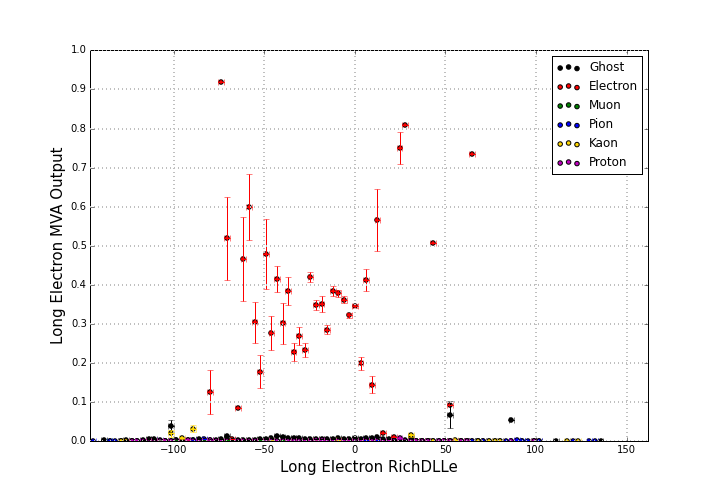 1.0
0.9
0.8
0.7
0.6
0.5
0.4
0.3
0.2
0.1
0.0
Long Electron MVA Output
Ghost
Electron
Muon
Pion
Kaon
Proton
−100 −50 0 50 100 150
Long Electron RichDLLe